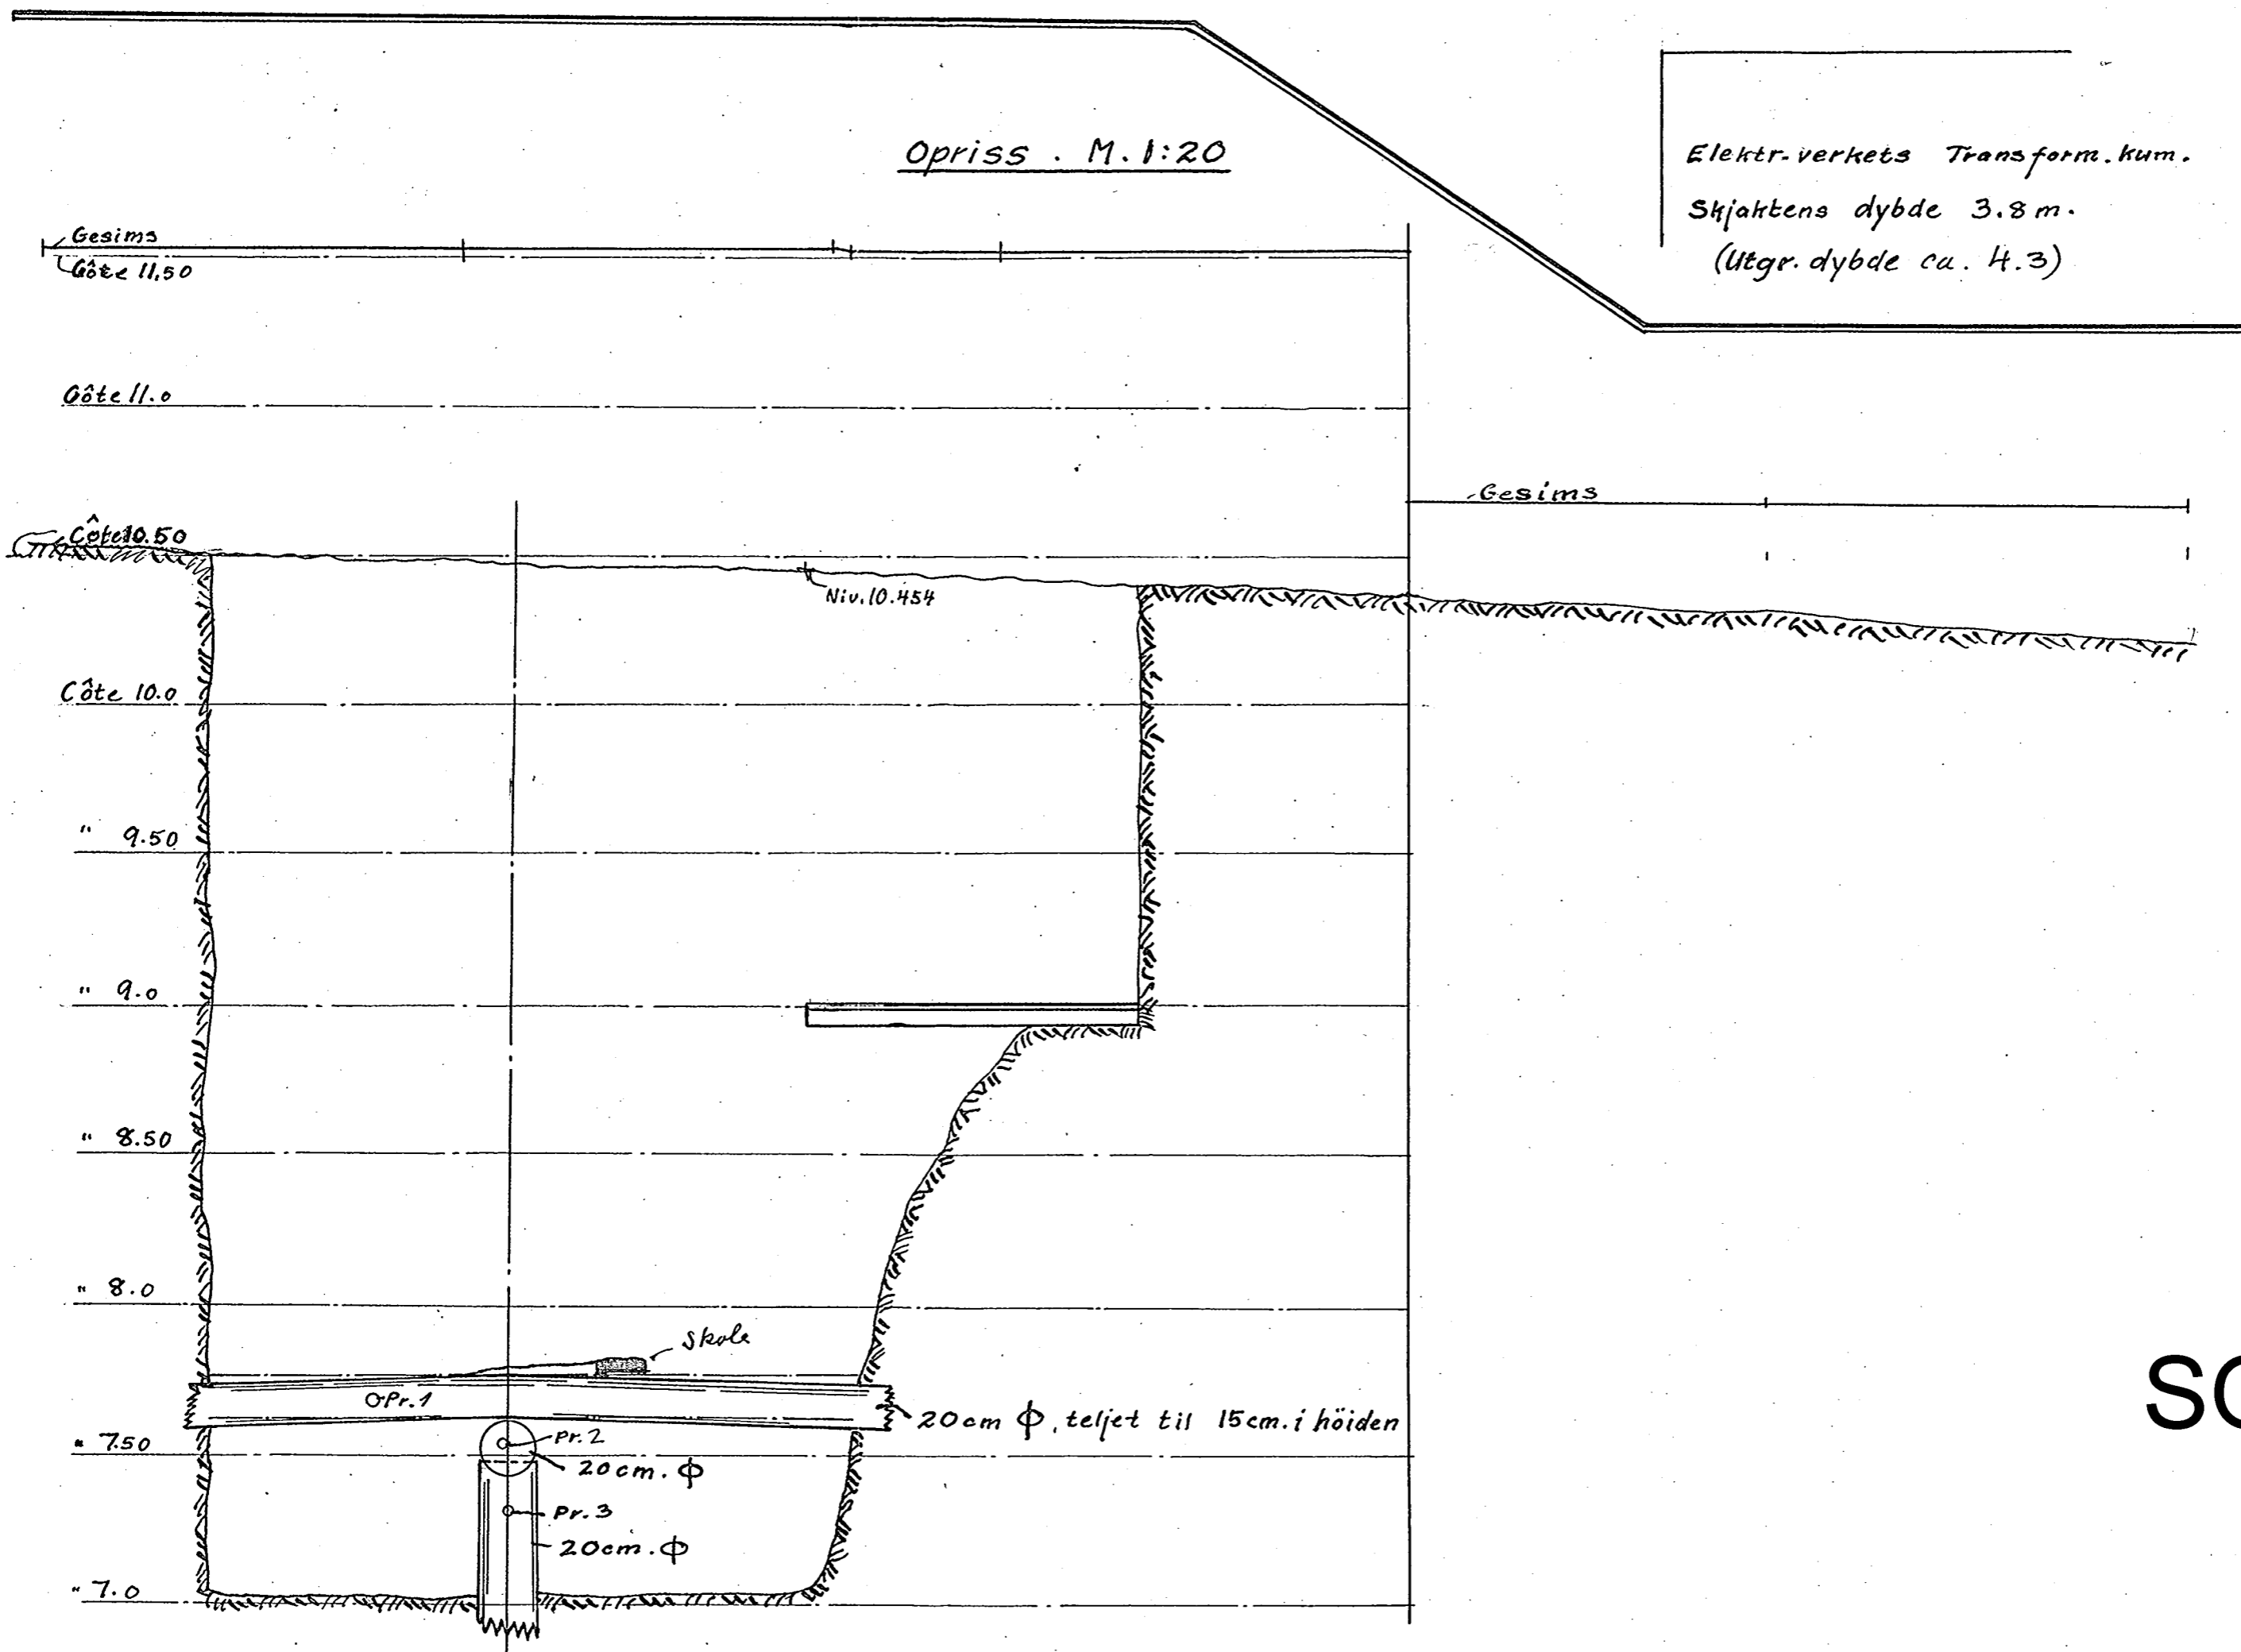 Opriss . M. 1:20
Elektr-verkets Transform. kum.
Skjaktens dybde 3.8 m.
(Utgr. dybde ca. 4.3)
Gesims
Côte 11,50
Côte 11.0
Gesims
Côte 10.50
Niv. 10.454
Côte 10.0
" 9.50
" 9.0
" 8.50
" 8.0
Skole
Pr. 1
20cm ϕ, teljet til 15cm. i höiden
" 7.50
Pr. 2
20cm. ϕ
Pr. 3
20cm. ϕ
" 7.0